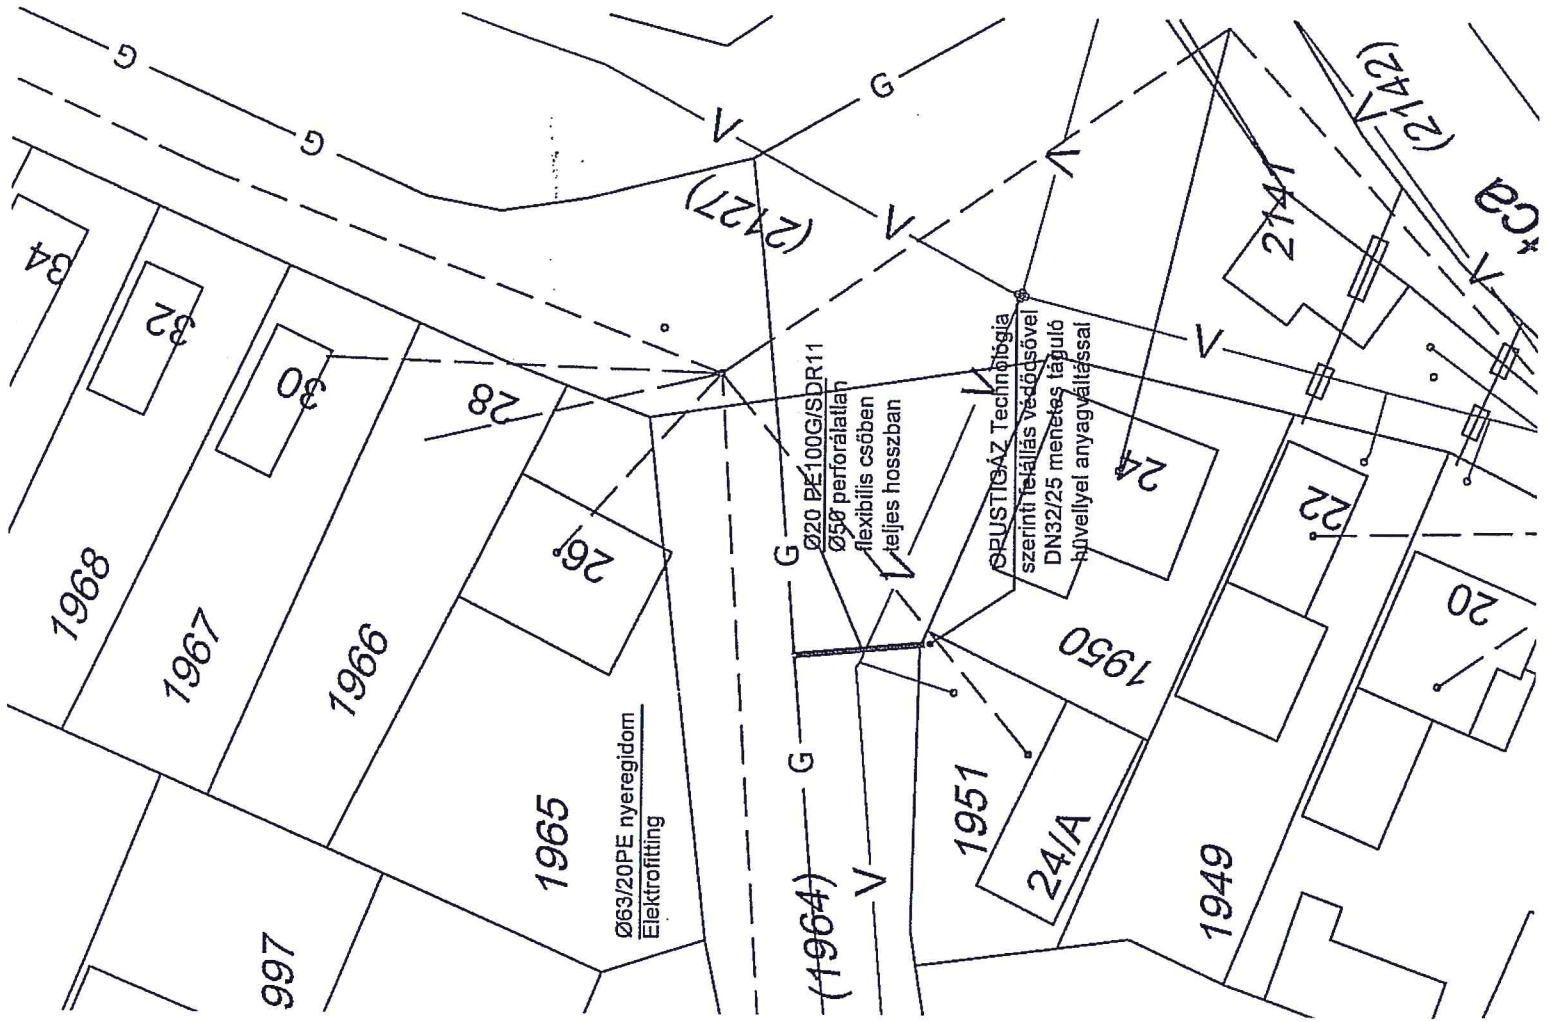 G
G
G
V
(2127)
V
V
(2142)
V
V
2141
ca
34
32
30
28
26
V
V
V
Ø20 PE100G/SDR11
Ø50 perforálatlan
flexibilis csőben
teljes hosszban
OPUSTIGÁZ Technológia
szerinti felállás védőcsővel
DN32/25 menetes táguló
hüvellyel anyagváltással
24
22
20
1968
1967
1966
1965
G
G
Ø63/20PE nyeregidom
Elektrofitting
1950
1951
24/A
1949
V
(1964)
997